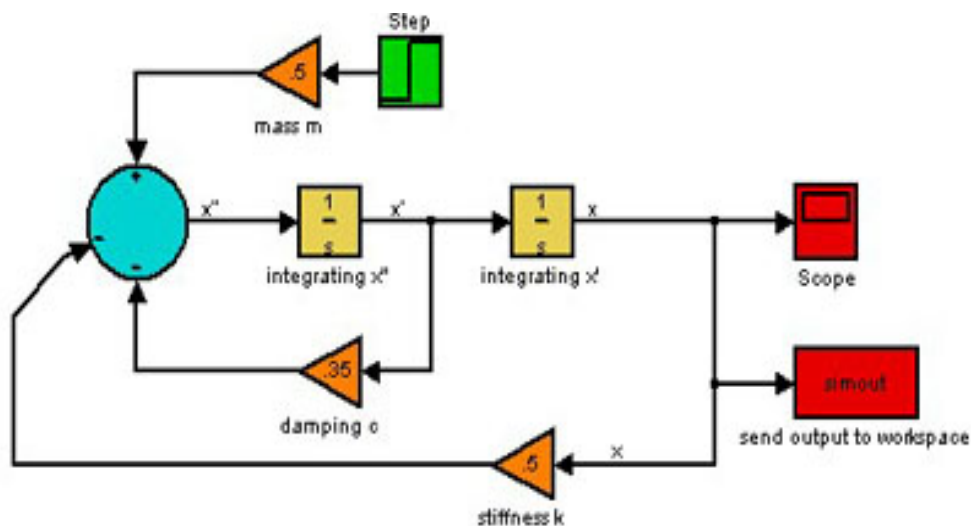 Step
.5
mass m
+
x"
1
s
x'
1
s
x
-
-
integrating x"
integrating x'
Scope
.35
damping c
simout
send output to workspace
x
.5
stiffness k